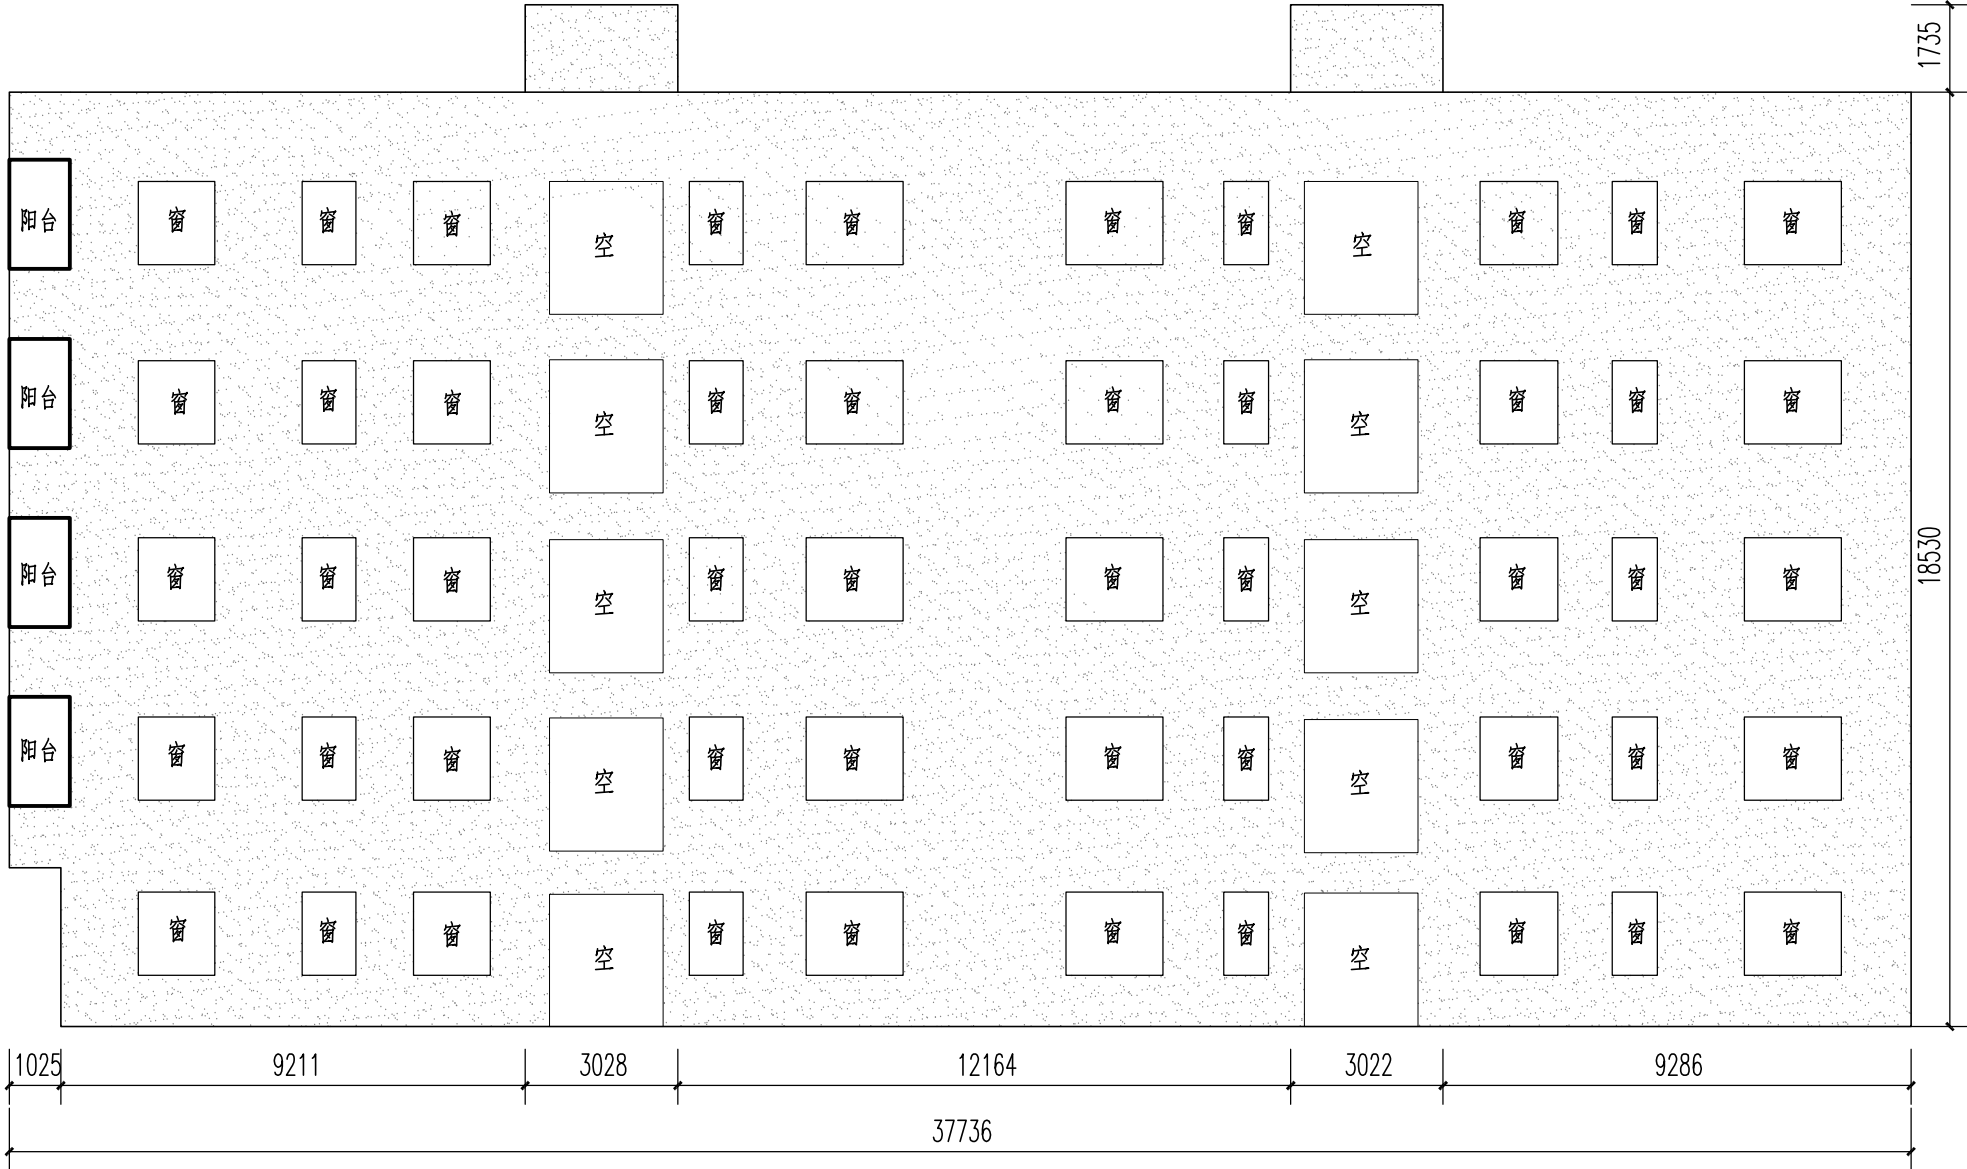 1735
阳台 窗 窗 窗 空 窗 窗 窗 窗 空 窗 窗 窗
阳台 窗 窗 窗 空 窗 窗 窗 窗 空 窗 窗 窗
18530
阳台 窗 窗 窗 空 窗 窗 窗 窗 空 窗 窗 窗
阳台 窗 窗 窗 空 窗 窗 窗 窗 空 窗 窗 窗
窗 窗 窗 空 窗 窗 窗 窗 空 窗 窗 窗
1025 9211 3028 12164 3022 9286
37736